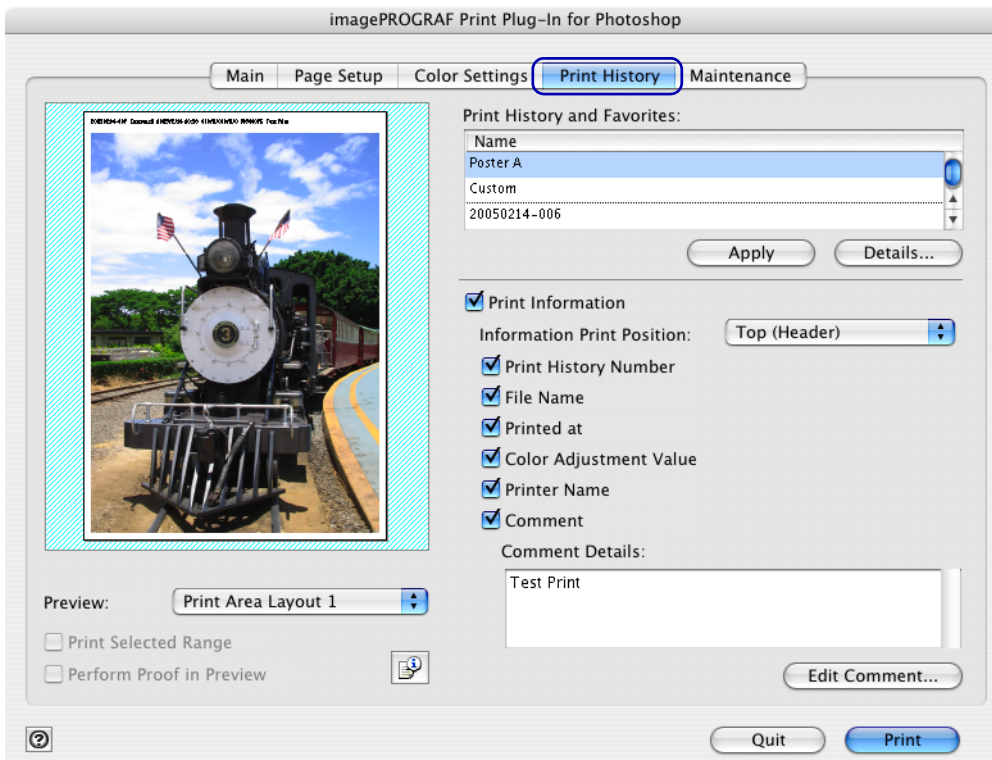 imagePROGRAF Print Plug-In for Photoshop
Main Page Setup Color Settings Print History Maintenance
3
3
Print History and Favorites:
Name
Poster A
Custom
20050214-006
Apply Details...
Print Information
Information Print Position: Top (Header)
Print History Number
File Name
Printed at
Color Adjustment Value
Printer Name
Comment
Comment Details:
Test Print
Edit Comment...
Preview: Print Area Layout 1
Print Selected Range
Perform Proof in Preview
Quit Print